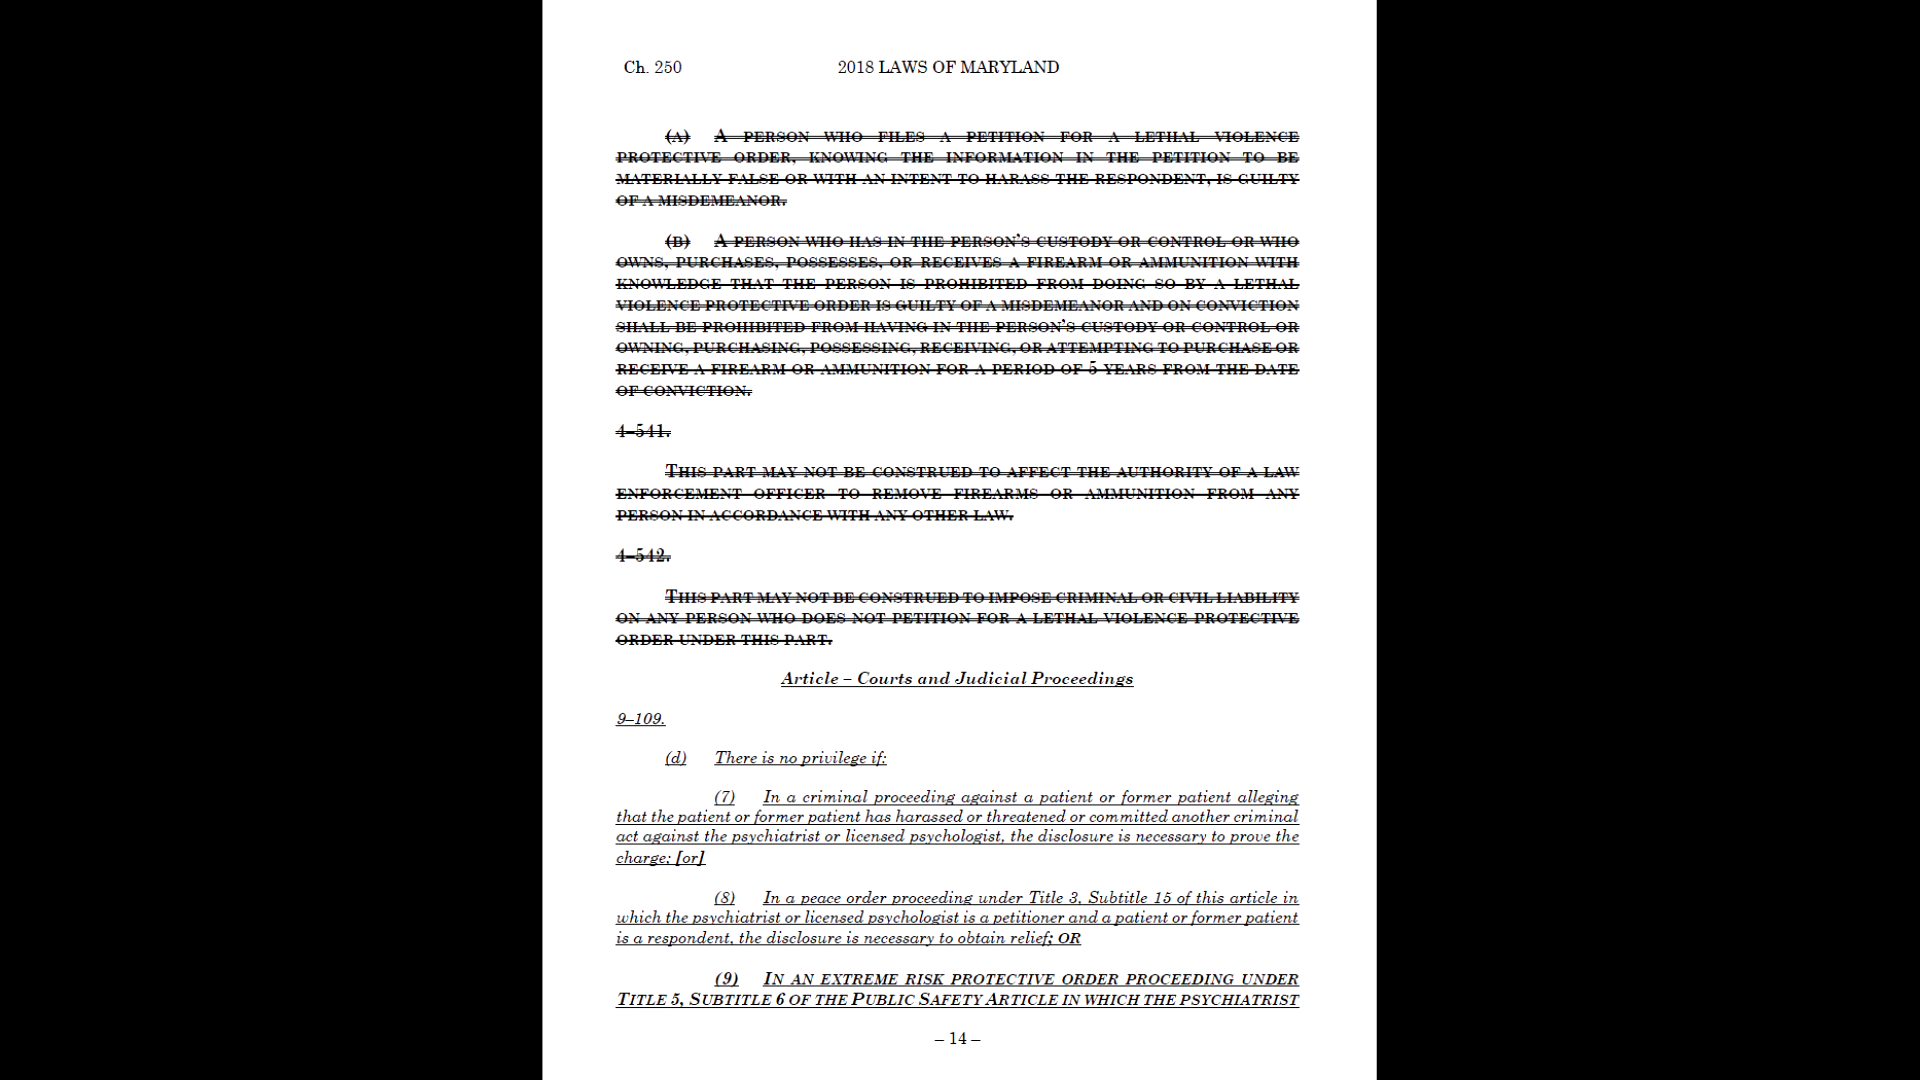 Ch. 250 2018 LAWS OF MARYLAND
(A) A PERSON WHO FILES A PETITION FOR A LETHAL VIOLENCE
PROTECTIVE ORDER, KNOWING THE INFORMATION IN THE PETITION TO BE
MATERIALLY FALSE OR WITH AN INTENT TO HARASS THE RESPONDENT, IS GUILTY
OF A MISDEMEANOR.
(B) A PERSON WHO HAS IN THE PERSON'S CUSTODY OR CONTROL OR WHO
OWNS, PURCHASES, POSSESSES, OR RECEIVES A FIREARM OR AMMUNITION WITH
KNOWLEDGE THAT THE PERSON IS PROHIBITED FROM DOING SO BY A LETHAL
VIOLENCE PROTECTIVE ORDER IS GUILTY OF A MISDEMEANOR AND ON CONVICTION
SHALL BE PROHIBITED FROM HAVING IN THE PERSON'S CUSTODY OR CONTROL OR
OWNING, PURCHASING, POSSESSING, RECEIVING, OR ATTEMPTING TO PURCHASE OR
RECEIVE A FIREARM OR AMMUNITION FOR A PERIOD OF 5 YEARS FROM THE DATE
OF CONVICTION.
4–541.
THIS PART MAY NOT BE CONSTRUED TO AFFECT THE AUTHORITY OF A LAW
ENFORCEMENT OFFICER TO REMOVE FIREARMS OR AMMUNITION FROM ANY
PERSON IN ACCORDANCE WITH ANY OTHER LAW.
4–542.
THIS PART MAY NOT BE CONSTRUED TO IMPOSE CRIMINAL OR CIVIL LIABILITY
ON ANY PERSON WHO DOES NOT PETITION FOR A LETHAL VIOLENCE PROTECTIVE
ORDER UNDER THIS PART.
Article – Courts and Judicial Proceedings
9–109.
(d) There is no privilege if:
(7) In a criminal proceeding against a patient or former patient alleging
that the patient or former patient has harassed or threatened or committed another criminal
act against the psychiatrist or licensed psychologist, the disclosure is necessary to prove the
charge; [or]
(8) In a peace order proceeding under Title 3, Subtitle 15 of this article in
which the psychiatrist or licensed psychologist is a petitioner and a patient or former patient
is a respondent, the disclosure is necessary to obtain relief; OR
(9) IN AN EXTREME RISK PROTECTIVE ORDER PROCEEDING UNDER
TITLE 5, SUBTITLE 6 OF THE PUBLIC SAFETY ARTICLE IN WHICH THE PSYCHIATRIST
– 14 –